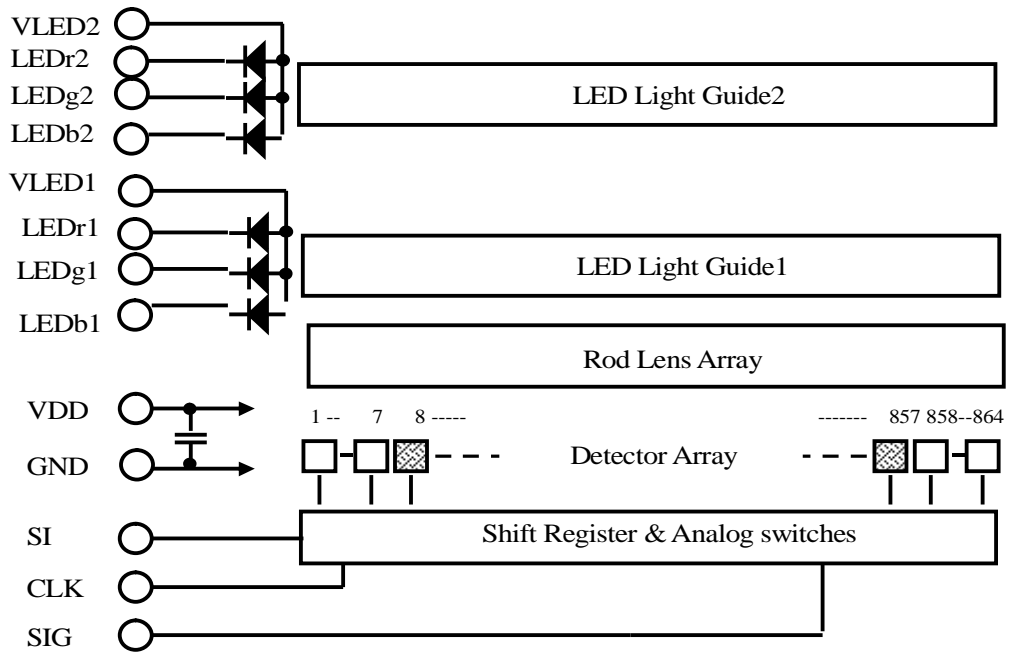 VLED2
LEDr2
LEDg2
LED Light Guide2
LEDb2
VLED1
LEDr1
LEDg1
LED Light Guide1
LEDb1
Rod Lens Array
VDD
1 -- 7 8 ----- ------- 857 858--864
GND
Detector Array
SI
Shift Register & Analog switches
CLK
SIG